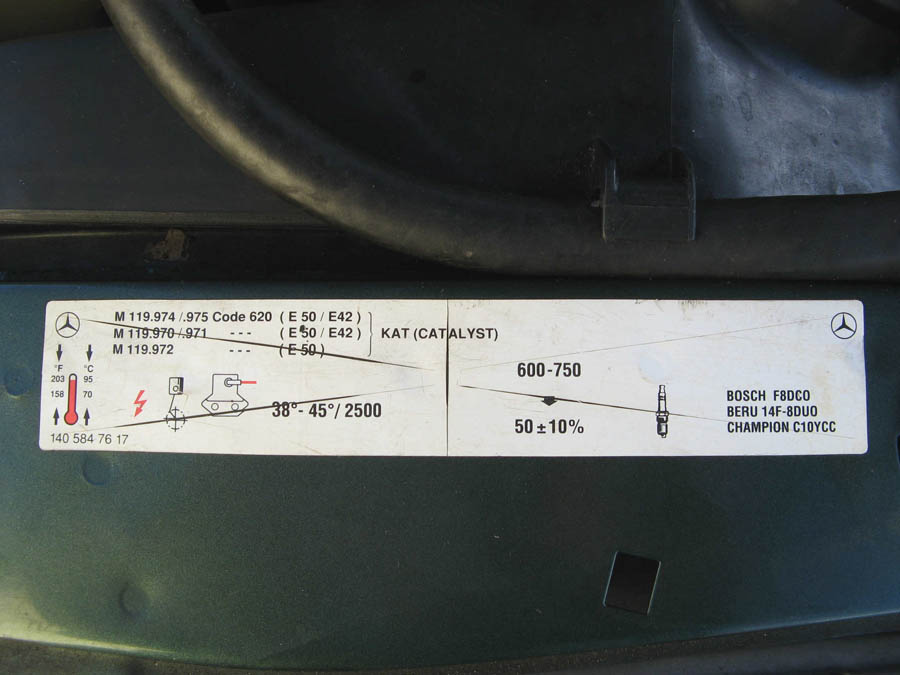 M 119.974 /.975 Code 620 ( E 50 / E42 )
M 119.970 /.971 - - - ( E 50 / E42 )
M 119.972 - - - ( E 50 )
KAT (CATALYST)
°F °C
203 95
158 70
38°- 45°/ 2500
140 584 76 17
600-750
50 ± 10%
BOSCH F8DCO
BERU 14F-8DUO
CHAMPION C10YCC